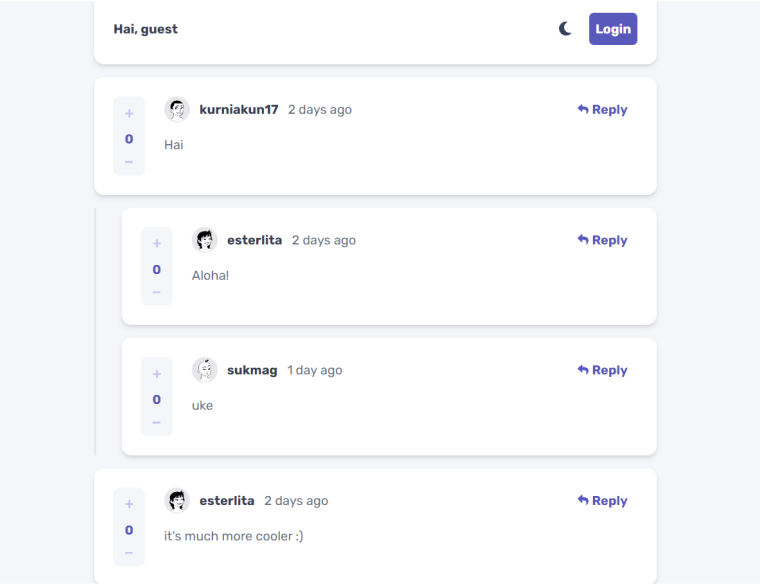 Hai, guest
Login
+
0
−
kurniakun17 2 days ago
Reply
Hai
+
0
−
esterlita 2 days ago
Reply
Aloha!
+
0
−
sukmag 1 day ago
Reply
uke
+
0
−
esterlita 2 days ago
Reply
it's much more cooler :)